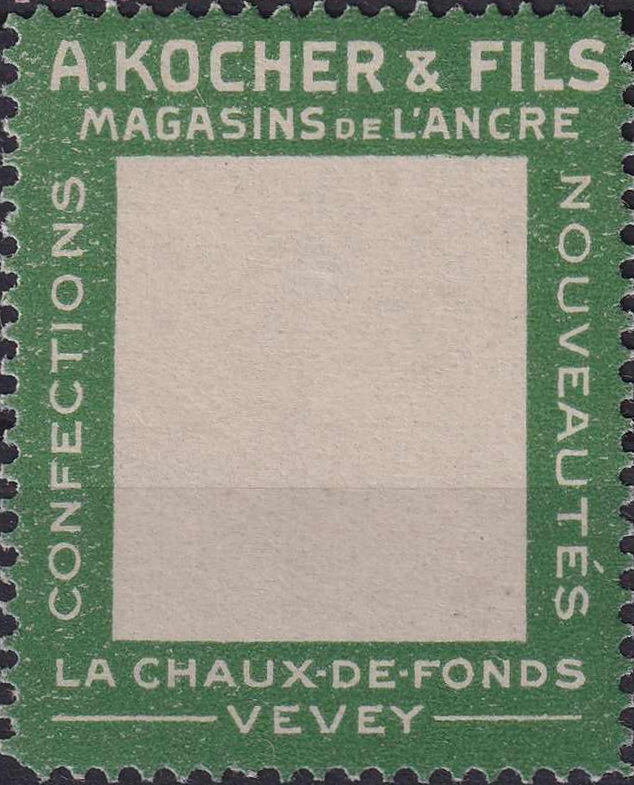 A. KOCHER & FILS
MAGASINS DE L'ANCRE
CONFECTIONS
NOUVEAUTÉS
LA CHAUX-DE-FONDS
VEVEY